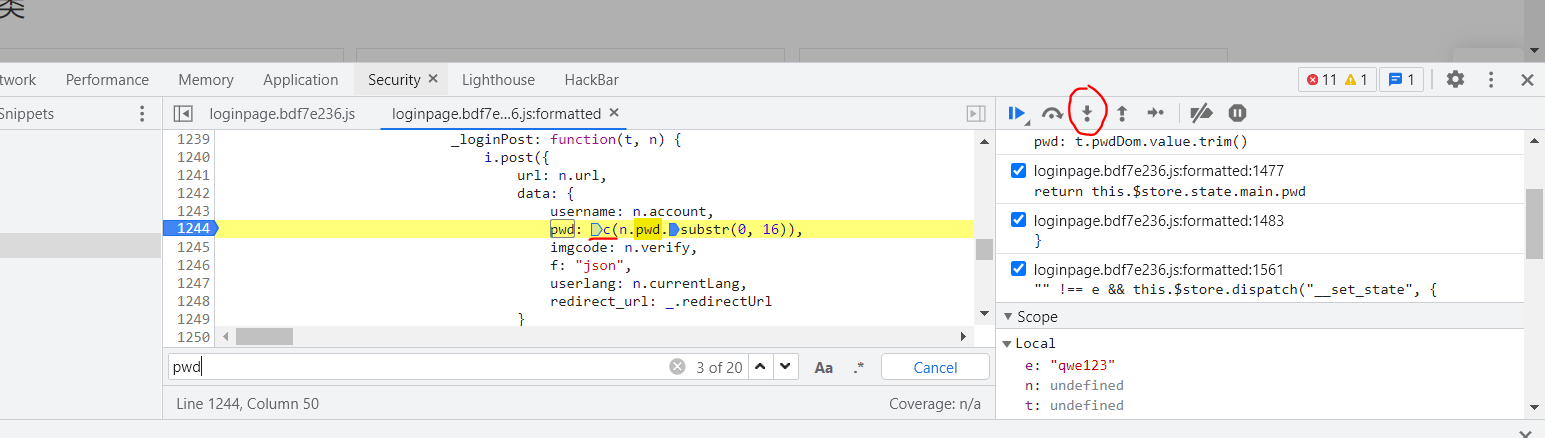 类
twork Performance Memory Application Security Lighthouse HackBar 11 1 1
Snippets loginpage.bdf7e236.js loginpage.bdf7e...6.js:formatted
1239 _loginPost: function(t, n) {
1240 i.post({
1241 url: n.url,
1242 data: {
1243 username: n.account,
1244 pwd: c(n.pwd.substr(0, 16)),
1245 imgcode: n.verify,
1246 f: "json",
1247 userlang: n.currentLang,
1248 redirect_url: _.redirectUrl
1249 }
1250
pwd 3 of 20 Aa .* Cancel
Line 1244, Column 50 Coverage: n/a
pwd: t.pwdDom.value.trim()
loginpage.bdf7e236.js:formatted:1477
return this.$store.state.main.pwd
loginpage.bdf7e236.js:formatted:1483
}
loginpage.bdf7e236.js:formatted:1561
"" !== e && this.$store.dispatch("__set_state", {
Scope
Local
e: "qwe123"
n: undefined
t: undefined